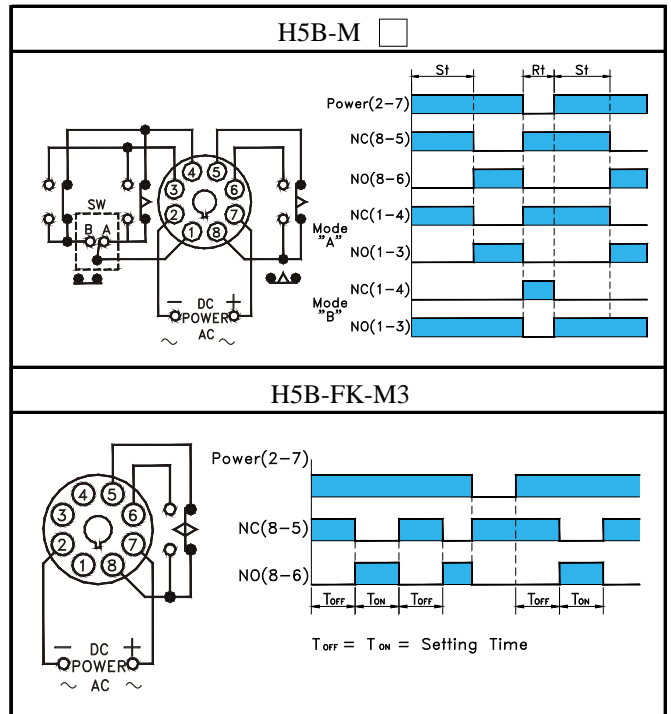 H5B-M
St Rt St
Power(2-7)
NC(8-5)
NO(8-6)
Mode "A"
NC(1-4)
NO(1-3)
Mode "B"
NC(1-4)
NO(1-3)
4 5
3 6
2 7
1 8
SW
B A
− DC +
POWER
~ AC ~
H5B-FK-M3
Power(2-7)
NC(8-5)
NO(8-6)
TOFF TON TOFF TOFF TON
TOFF = TON = Setting Time
4 5
3 6
2 7
1 8
− DC +
POWER
~ AC ~